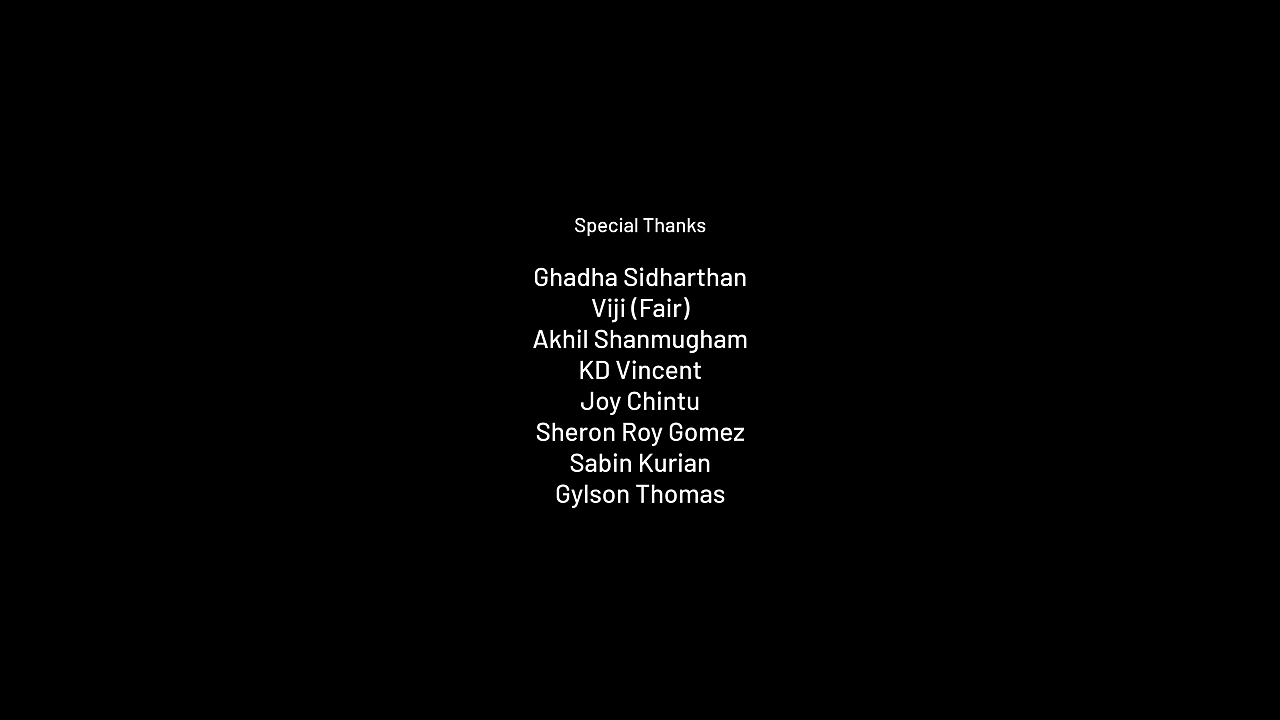 Special Thanks
Ghadha Sidharthan
Viji (Fair)
Akhil Shanmugham
KD Vincent
Joy Chintu
Sheron Roy Gomez
Sabin Kurian
Gylson Thomas